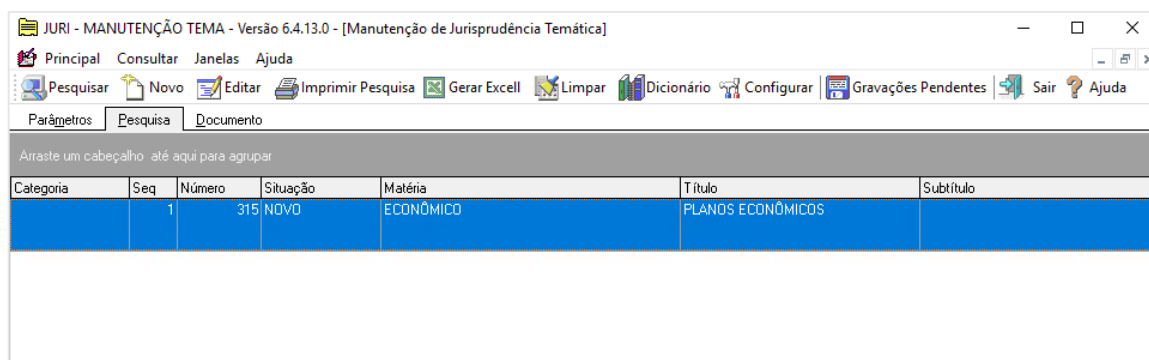 JURI - MANUTENÇÃO TEMA - Versão 6.4.13.0 - [Manutenção de Jurisprudência Temática]
Principal Consultar Janelas Ajuda
Pesquisar Novo Editar Imprimir Pesquisa Gerar Excell Limpar Dicionário Configurar Gravações Pendentes Sair Ajuda
Parâmetros Pesquisa Documento
Arraste um cabeçalho até aqui para agrupar
Categoria Seq Número Situação Matéria Título Subtítulo
1 315 NOVO ECONÔMICO PLANOS ECONÔMICOS